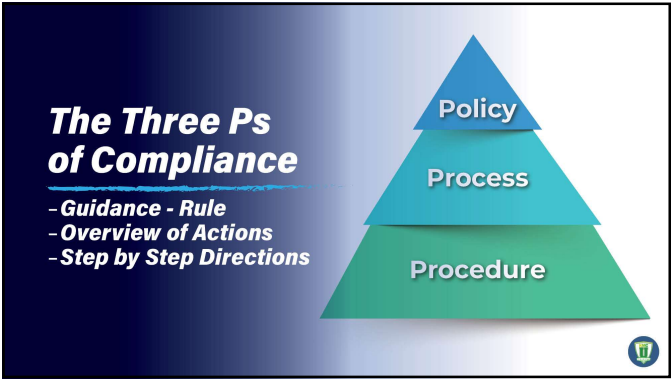 The Three Ps
of Compliance
–Guidance - Rule
–Overview of Actions
–Step by Step Directions
Policy
Process
Procedure